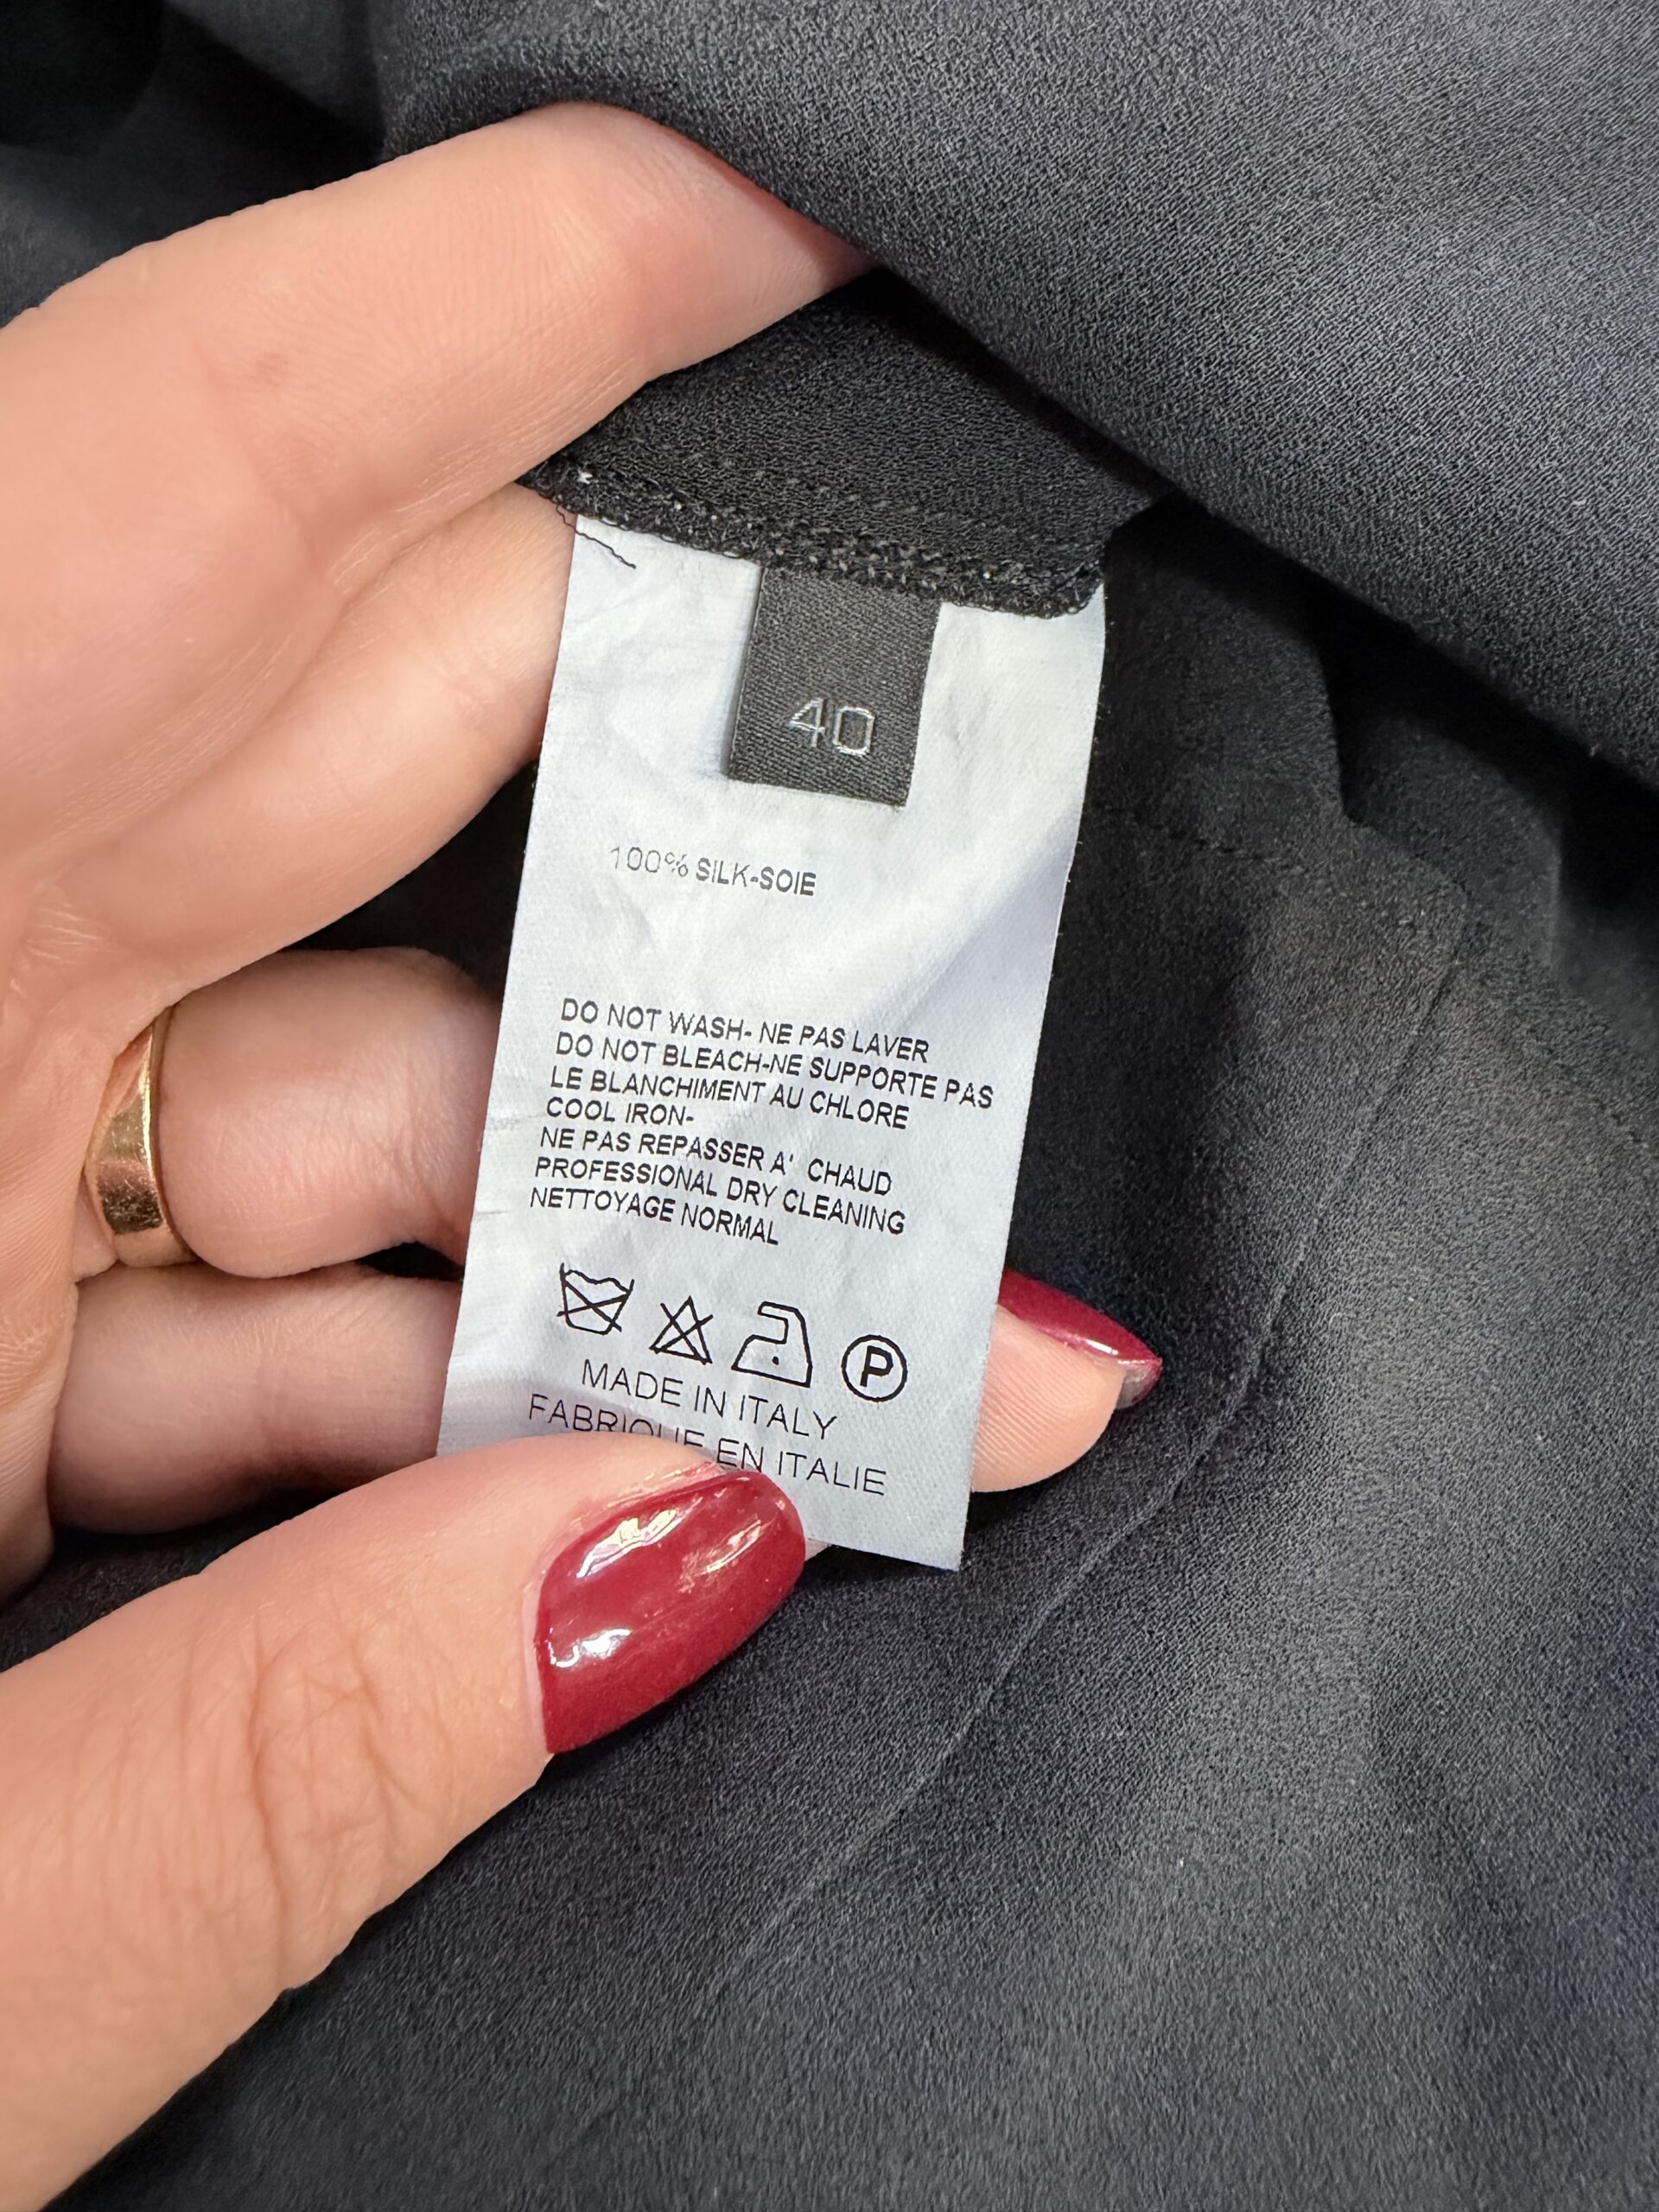 40
100% SILK-SOIE
DO NOT WASH- NE PAS LAVER
DO NOT BLEACH-NE SUPPORTE PAS
LE BLANCHIMENT AU CHLORE
COOL IRON-
NE PAS REPASSER A' CHAUD
PROFESSIONAL DRY CLEANING
NETTOYAGE NORMAL
P
MADE IN ITALY
FABRIQUE EN ITALIE